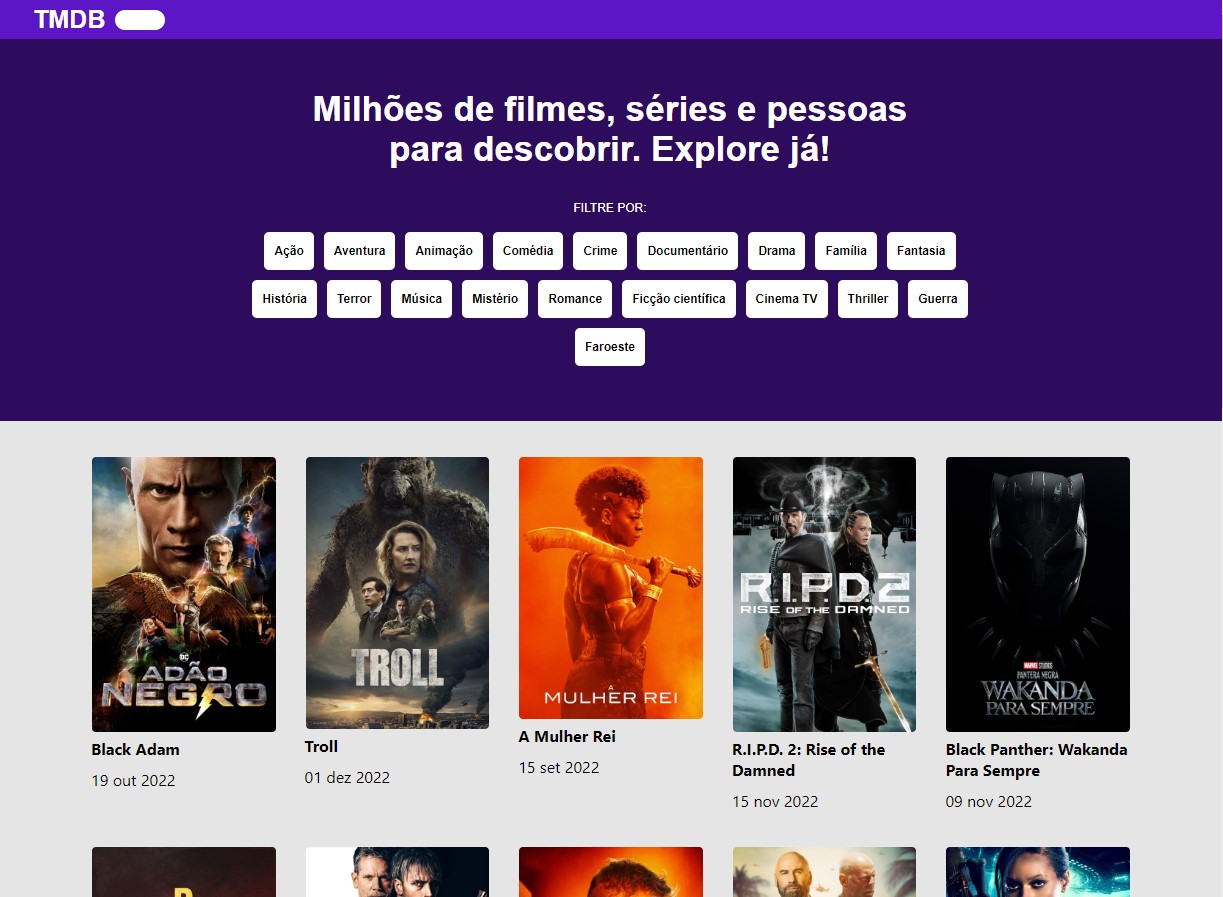 TMDB
Milhões de filmes, séries e pessoas
para descobrir. Explore já!
FILTRE POR:
Ação Aventura Animação Comédia Crime Documentário Drama Família Fantasia
História Terror Música Mistério Romance Ficção científica Cinema TV Thriller Guerra
Faroeste
DC
ADÃO
NEGRO
TROLL
A
MULHER REI
R.I.P.D. 2
RISE OF THE DAMNED
MARVEL STUDIOS
PANTERA NEGRA
WAKANDA
PARA SEMPRE
Black Adam
19 out 2022
Troll
01 dez 2022
A Mulher Rei
15 set 2022
R.I.P.D. 2: Rise of the
Damned
15 nov 2022
Black Panther: Wakanda
Para Sempre
09 nov 2022